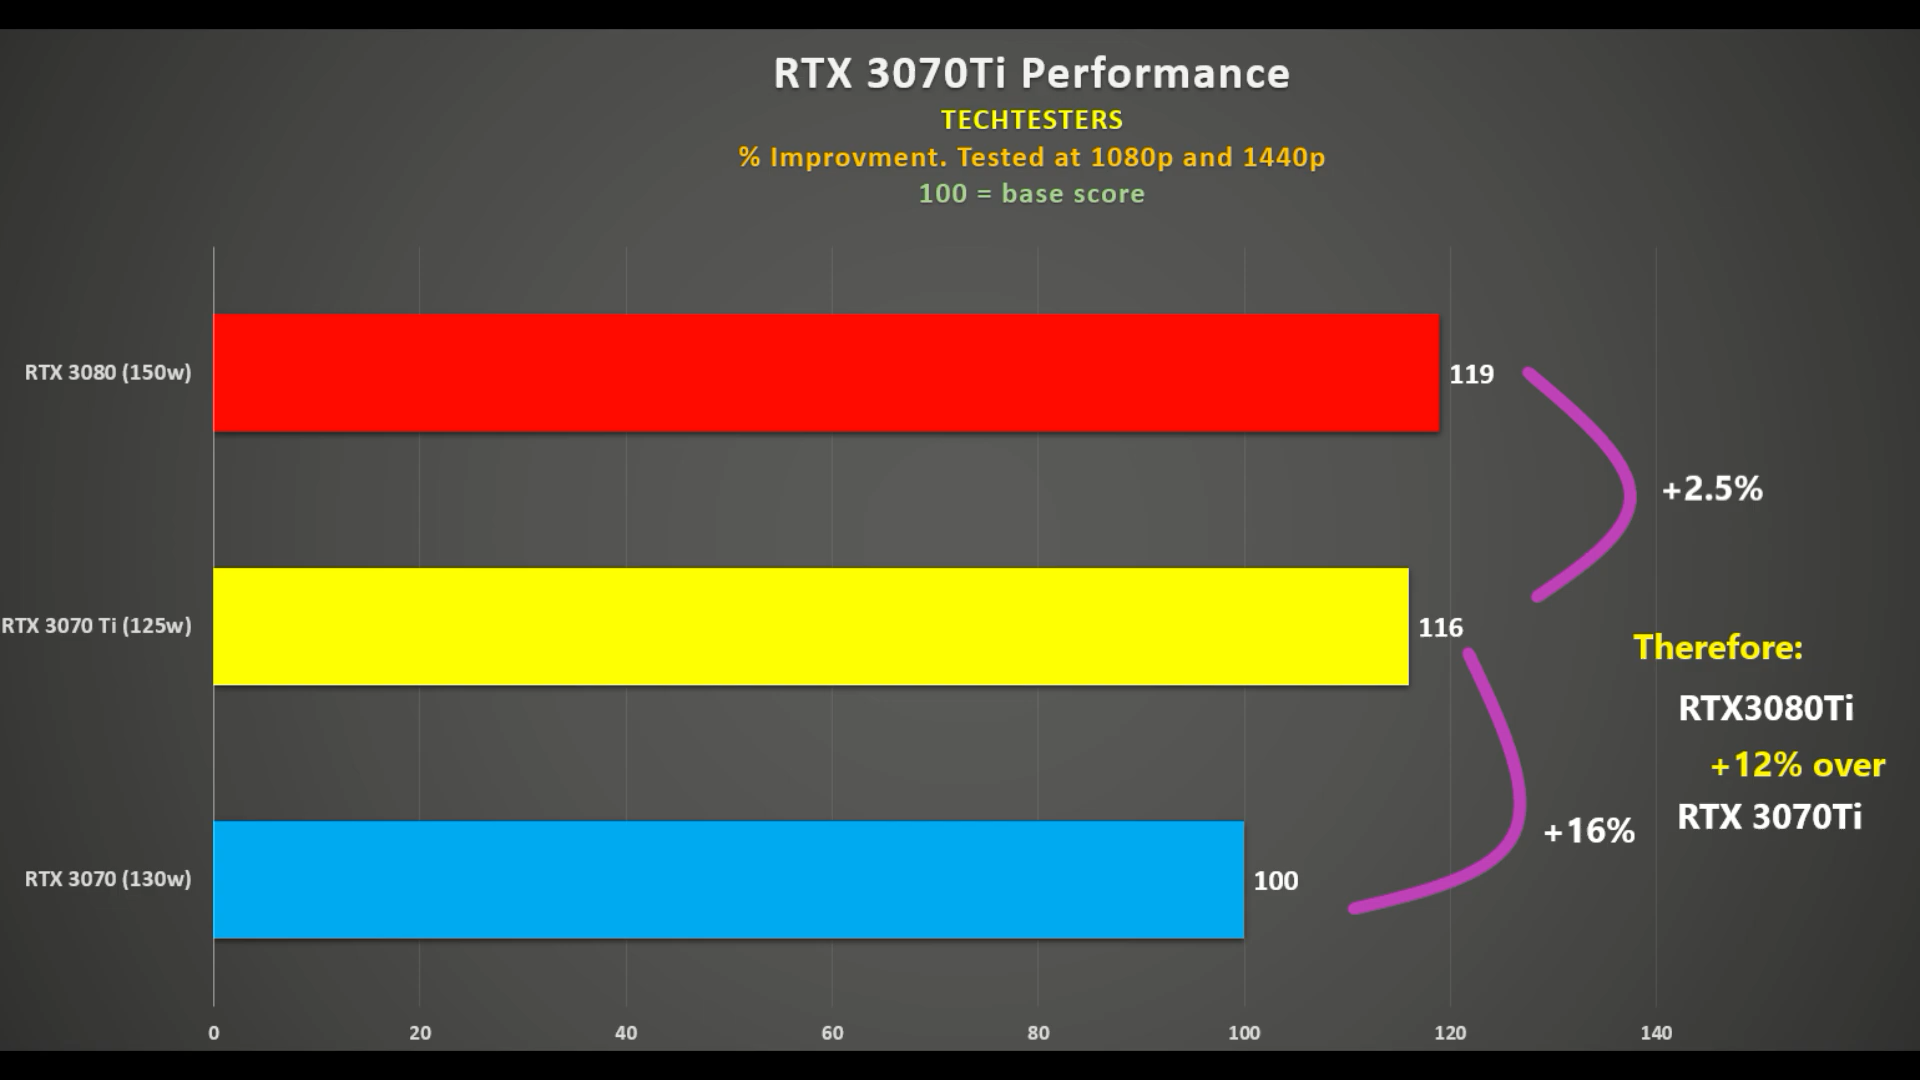 RTX 3070Ti Performance
TECHTESTERS
% Improvment. Tested at 1080p and 1440p
100 = base score
RTX 3080 (150w)
119
+2.5%
RTX 3070 Ti (125w)
116
Therefore:
RTX3080Ti
+12% over
RTX 3070Ti
+16%
RTX 3070 (130w)
100
0 20 40 60 80 100 120 140